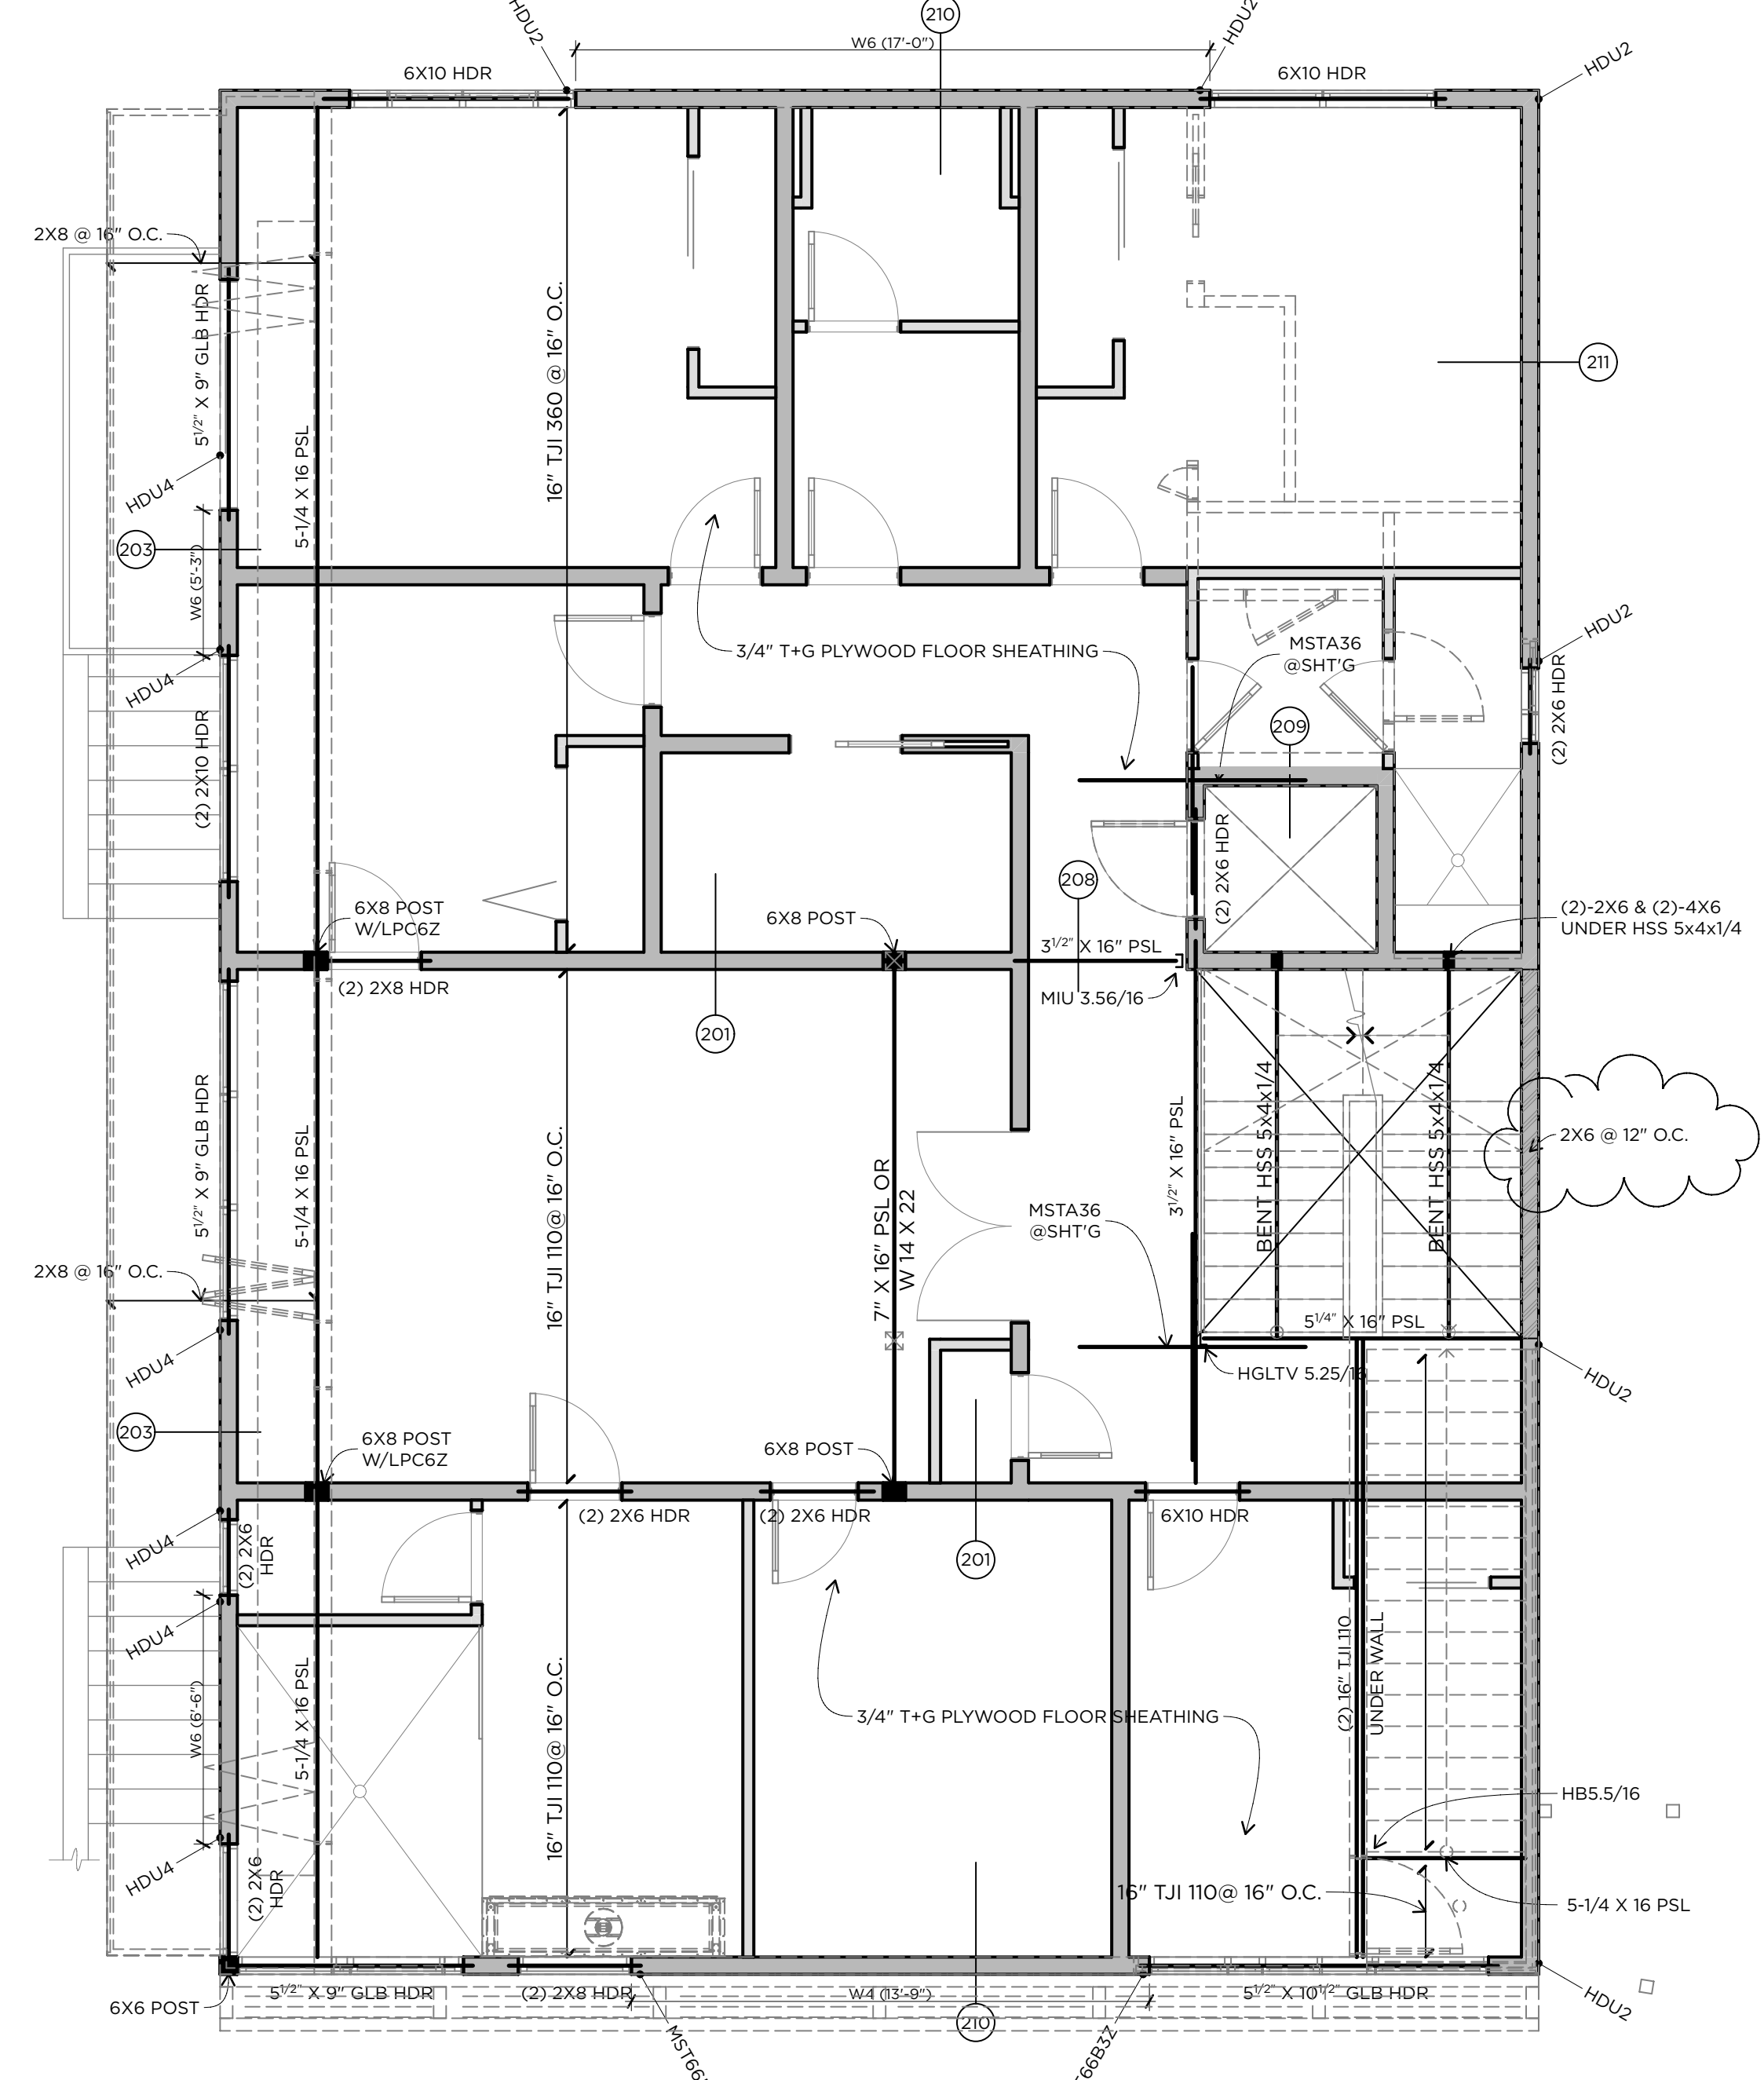 HDU2
210
HDU2
W6 (17'-0")
6X10 HDR
6X10 HDR
HDU2
2X8 @ 16" O.C.
5 1/2" X 9" GLB HDR
16" TJI 360 @ 16" O.C.
211
5-1/4 X 16 PSL
HDU4
203
W6 (5'-3")
HDU2
3/4" T+G PLYWOOD FLOOR SHEATHING
MSTA36
@SHT'G
HDU4
(2) 2X6 HDR
209
(2) 2X10 HDR
(2) 2X6 HDR
208
6X8 POST
W/LPC6Z
6X8 POST
(2)-2X6 & (2)-4X6
UNDER HSS 5x4x1/4
3 1/2" X 16" PSL
(2) 2X8 HDR
MIU 3.56/16
201
5 1/2" X 9" GLB HDR
5-1/4 X 16 PSL
16" TJI 110@ 16" O.C.
7" X 16" PSL OR
W 14 X 22
3 1/2" X 16" PSL
BENT HSS 5x4x1/4
BENT HSS 5x4x1/4
2X6 @ 12" O.C.
MSTA36
@SHT'G
2X8 @ 16" O.C.
5 1/4" X 16" PSL
HGLTV 5.25/16
HDU4
HDU2
203
6X8 POST
W/LPC6Z
6X8 POST
(2) 2X6 HDR
(2) 2X6 HDR
6X10 HDR
HDU4
(2) 2X6
HDR
201
HDU4
W6 (6'-6")
5-1/4 X 16 PSL
16" TJI 110@ 16" O.C.
(2) 16" TJI 110
UNDER WALL
3/4" T+G PLYWOOD FLOOR SHEATHING
HB5.5/16
HDU4
(2) 2X6
HDR
16" TJI 110@ 16" O.C.
5-1/4 X 16 PSL
6X6 POST
5 1/2" X 9" GLB HDR
(2) 2X8 HDR
W4 (13'-9")
5 1/2" X 10 1/2" GLB HDR
HDU2
210
MST66
66B3Z